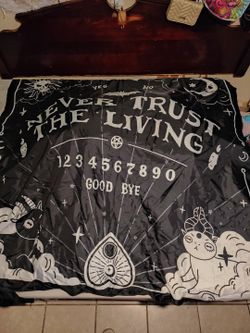 YES NO
NEVER TRUST
THE LIVING
1234567890
GOOD BYE